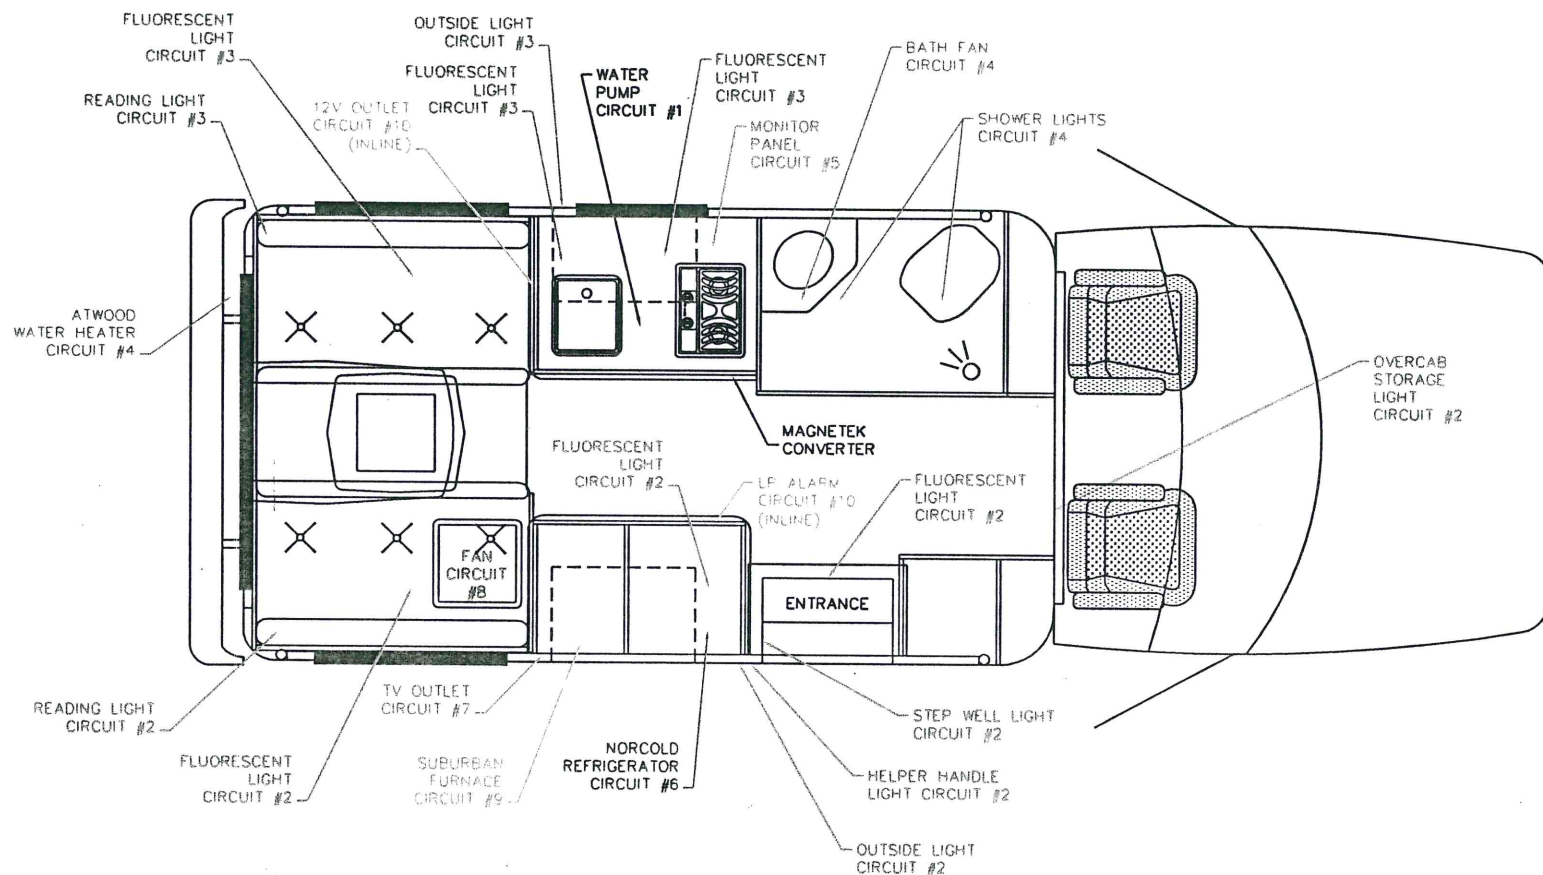 FLUORESCENT
LIGHT
CIRCUIT #3
OUTSIDE LIGHT
CIRCUIT #3
FLUORESCENT
LIGHT
CIRCUIT #3
WATER
PUMP
CIRCUIT #1
FLUORESCENT
LIGHT
CIRCUIT #3
BATH FAN
CIRCUIT #4
READING LIGHT
CIRCUIT #3
12V OUTLET
CIRCUIT #10
(INLINE)
MONITOR
PANEL
CIRCUIT #5
SHOWER LIGHTS
CIRCUIT #4
ATWOOD
WATER HEATER
CIRCUIT #4
OVERCAB
STORAGE
LIGHT
CIRCUIT #2
MAGNETEK
CONVERTER
FLUORESCENT
LIGHT
CIRCUIT #2
LP ALARM
CIRCUIT #10
(INLINE)
FLUORESCENT
LIGHT
CIRCUIT #2
FAN
CIRCUIT
#8
ENTRANCE
READING LIGHT
CIRCUIT #2
TV OUTLET
CIRCUIT #7
STEP WELL LIGHT
CIRCUIT #2
FLUORESCENT
LIGHT
CIRCUIT #2
SUBURBAN
FURNACE
CIRCUIT #9
NORCOLD
REFRIGERATOR
CIRCUIT #6
HELPER HANDLE
LIGHT CIRCUIT #2
OUTSIDE LIGHT
CIRCUIT #2